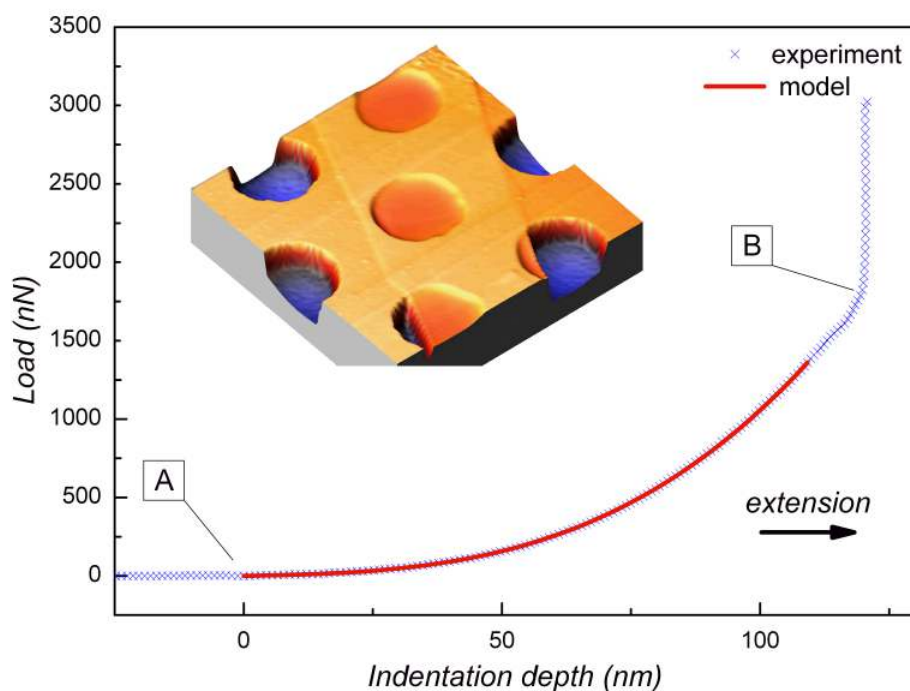 3500
3000
2500
2000
1500
1000
500
0
Load (nN)
experiment
model
A
B
extension
0
50
100
Indentation depth (nm)